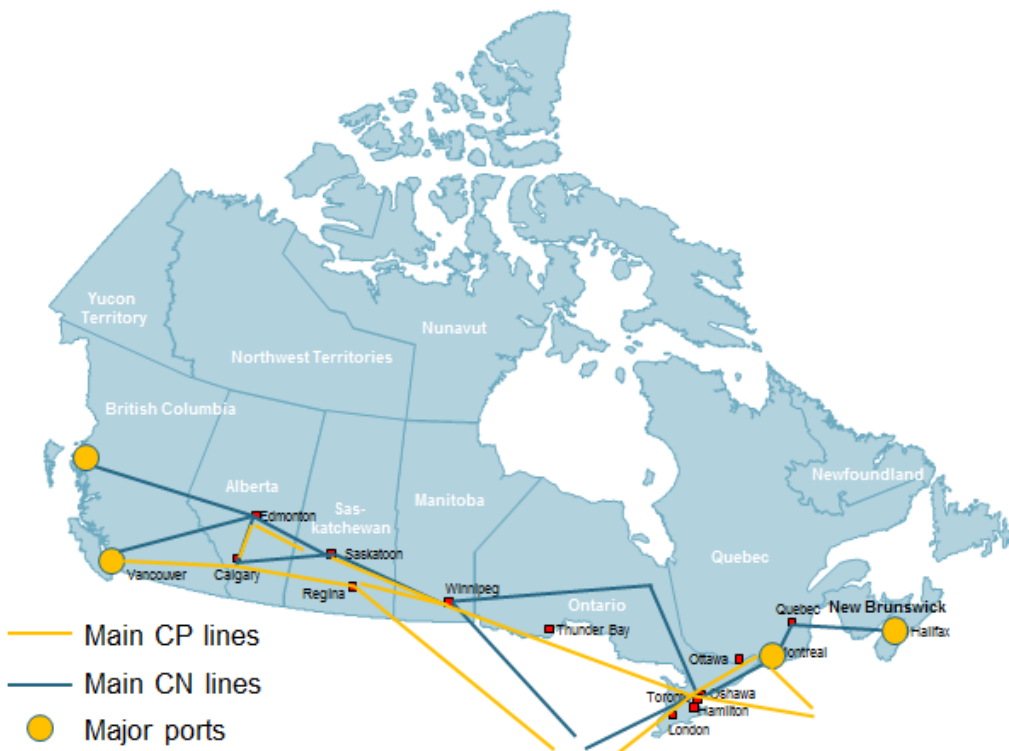 Yucon
Territory
Nunavut
Northwest Territories
British Columbia
Newfoundland
Alberta
Manitoba
Edmonton
Sas-
katchewan
Saskatoon
Quebec
Vancouver
Calgary
Regina
Winnipeg
Ontario
Quebec
New Brunswick
Thunder Bay
Halifax
Main CP lines
Ottawa
Montreal
Main CN lines
Toronto
Oshawa
Hamilton
Major ports
London